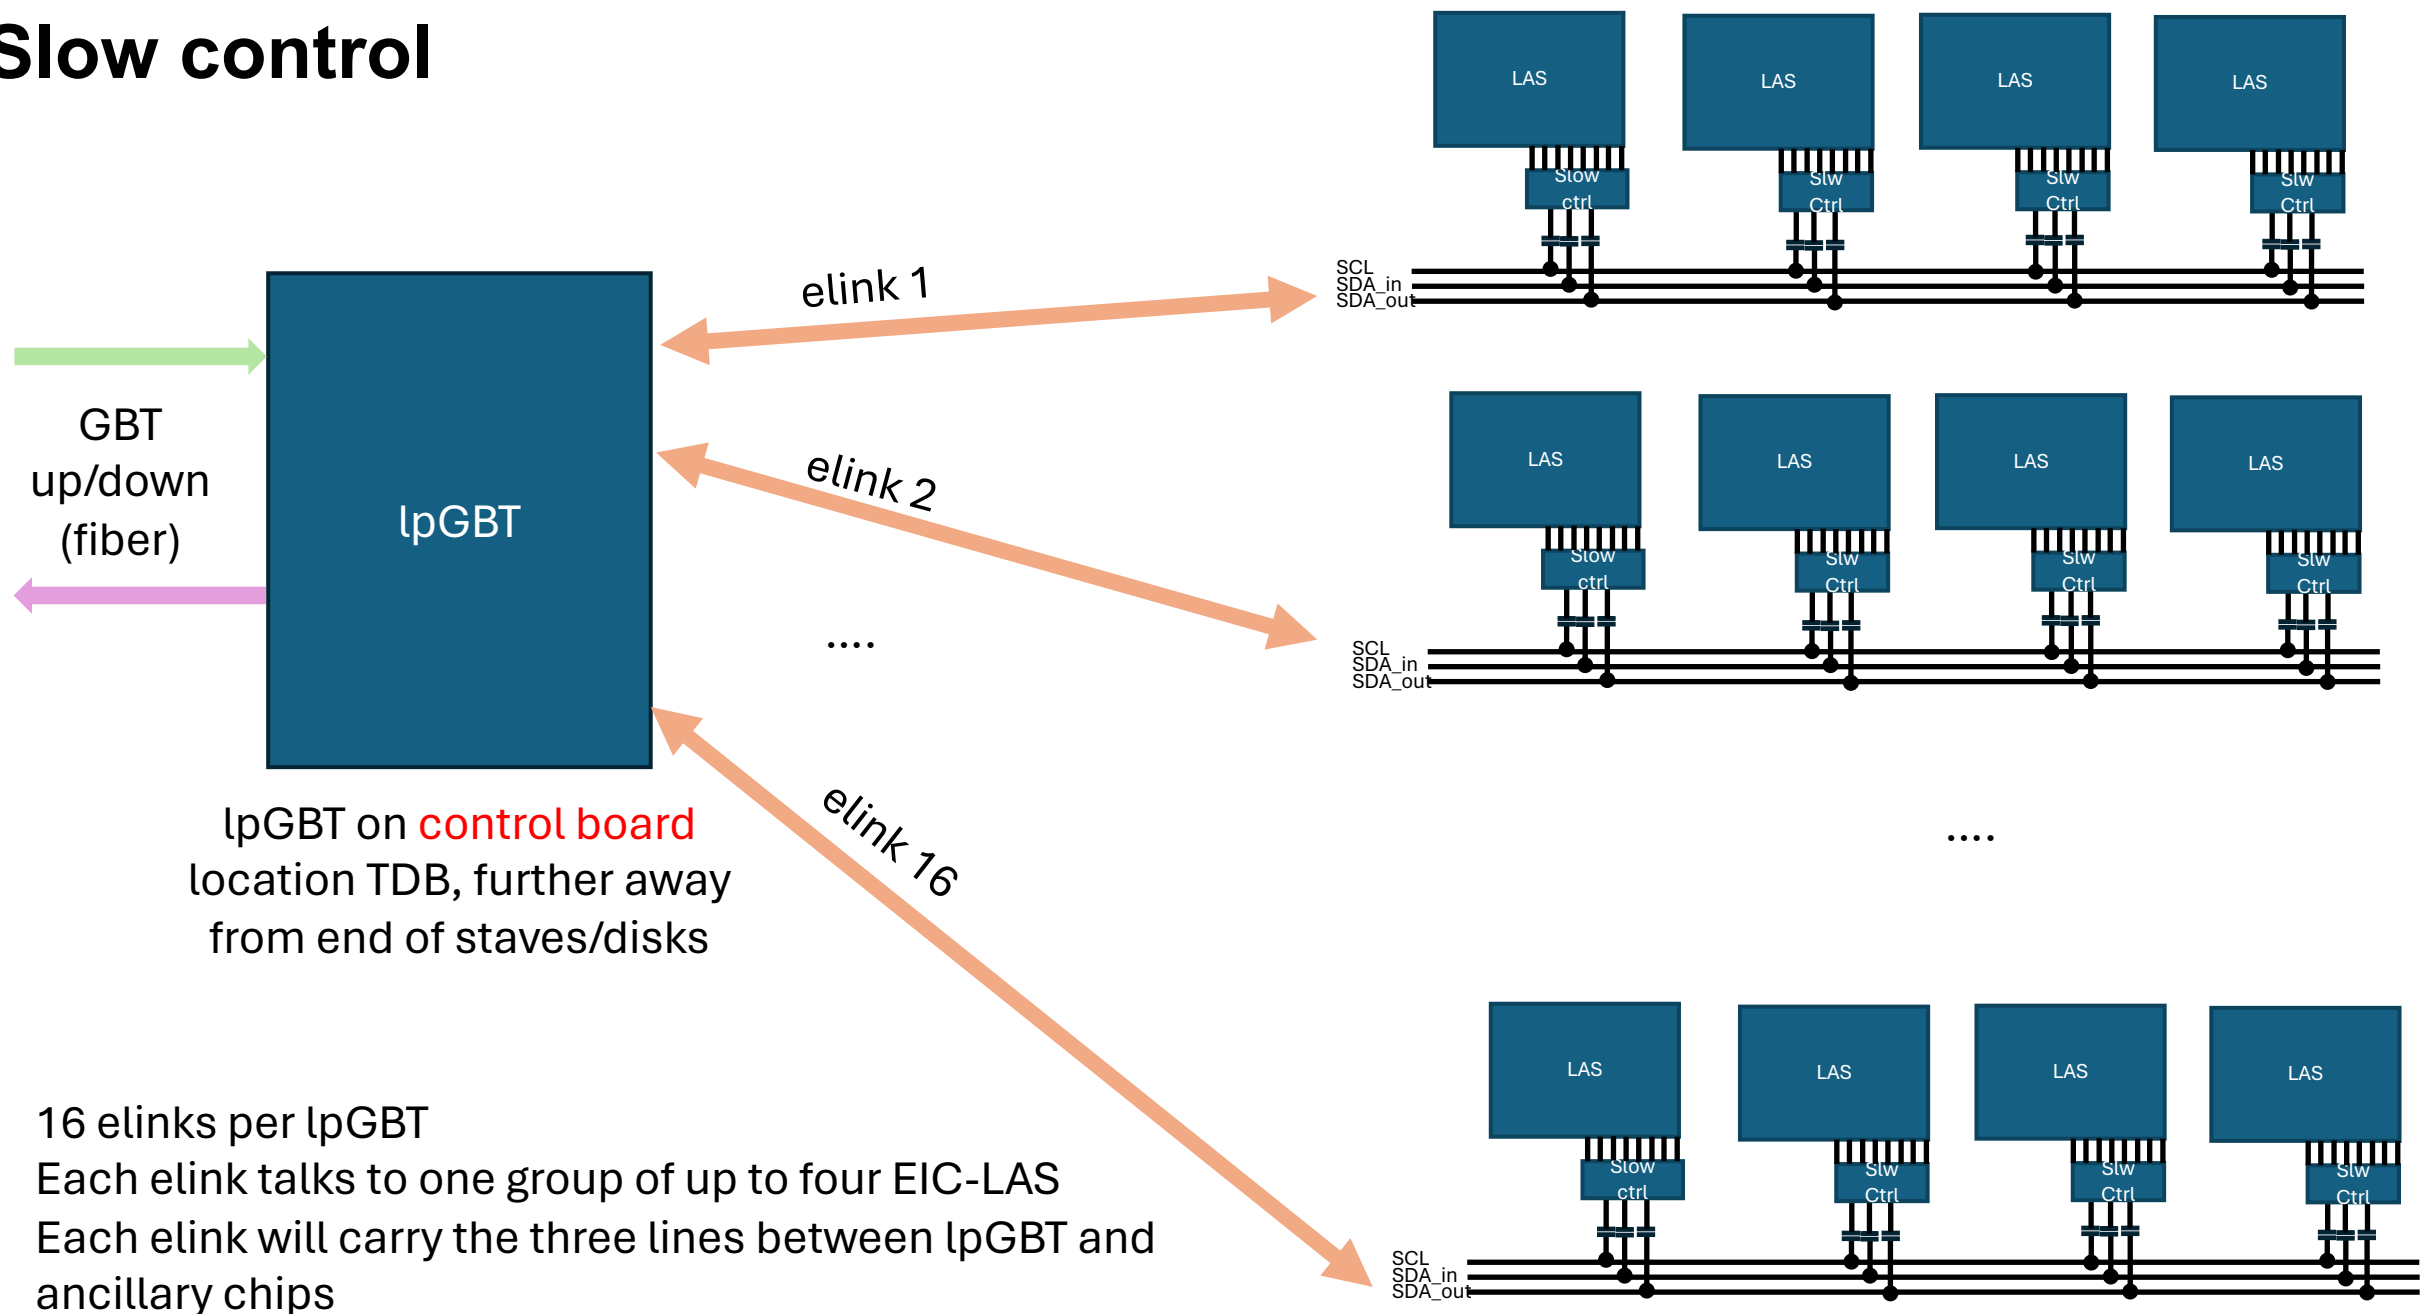 Slow control
LAS
LAS
LAS
LAS
Slow
ctrl
Slw
Ctrl
Slw
Ctrl
Slw
Ctrl
SCL
SDA_in
SDA_out
elink 1
GBT
up/down
(fiber)
lpGBT
elink 2
....
LAS
LAS
LAS
LAS
Slow
ctrl
Slw
Ctrl
Slw
Ctrl
Slw
Ctrl
SCL
SDA_in
SDA_out
lpGBT on control board
location TDB, further away
from end of staves/disks
elink 16
....
LAS
LAS
LAS
LAS
Slow
ctrl
Slw
Ctrl
Slw
Ctrl
Slw
Ctrl
SCL
SDA_in
SDA_out
16 elinks per lpGBT
Each elink talks to one group of up to four EIC-LAS
Each elink will carry the three lines between lpGBT and
ancillary chips